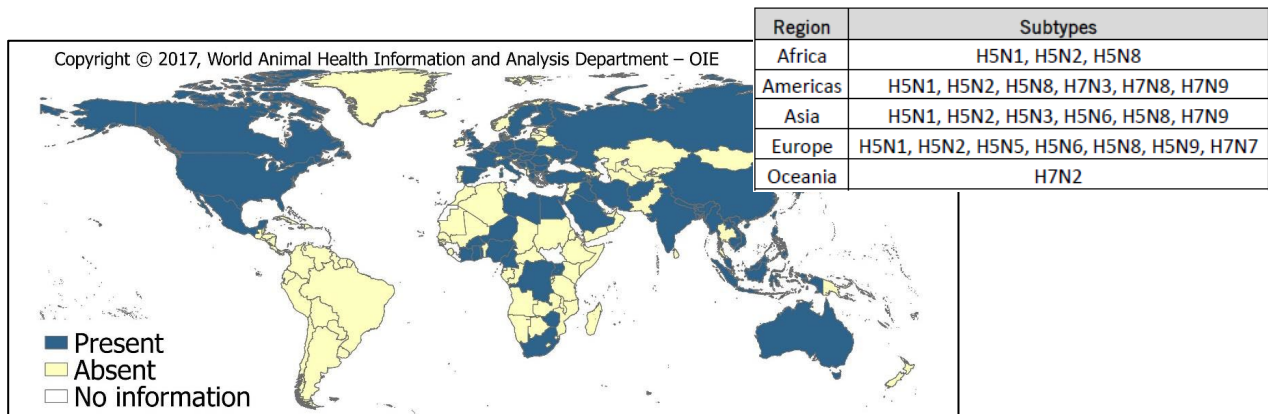 Copyright © 2017, World Animal Health Information and Analysis Department – OIE
Region Subtypes
Africa H5N1, H5N2, H5N8
Americas H5N1, H5N2, H5N8, H7N3, H7N8, H7N9
Asia H5N1, H5N2, H5N3, H5N6, H5N8, H7N9
Europe H5N1, H5N2, H5N5, H5N6, H5N8, H5N9, H7N7
Oceania H7N2
Present
Absent
No information